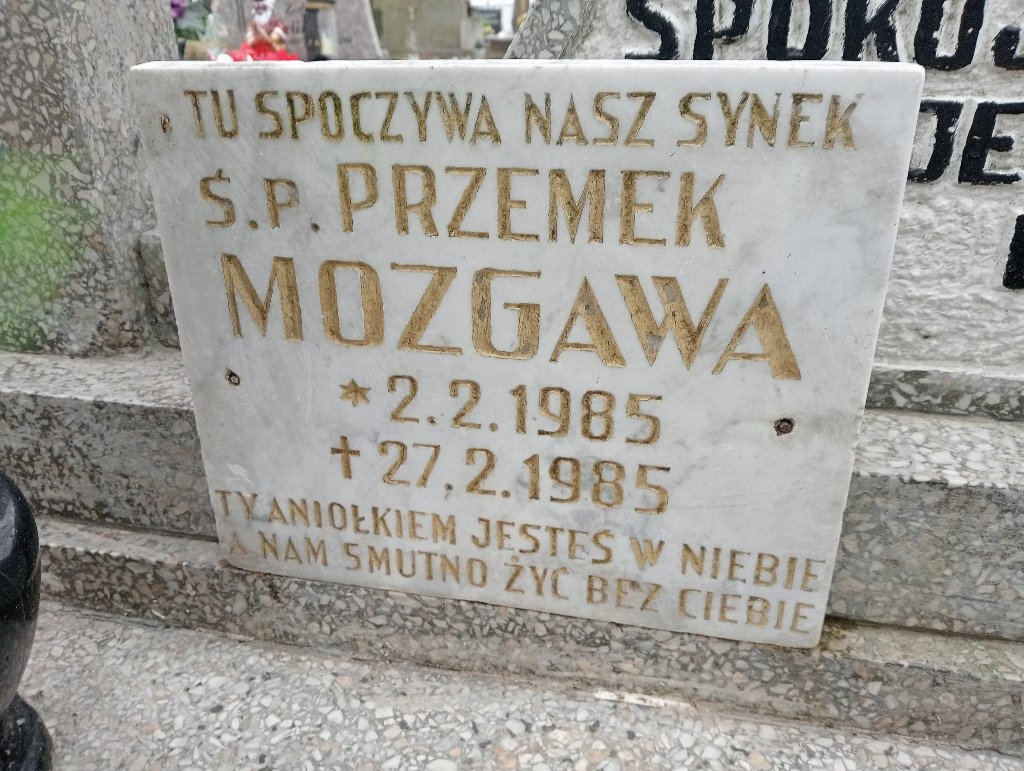 TU SPOCZYWA NASZ SYNEK
Ś.P. PRZEMEK
MOZGAWA
* 2.2.1985
✝ 27.2.1985
TY ANIOŁKIEM JESTEŚ W NIEBIE
A NAM SMUTNO ŻYĆ BEZ CIEBIE